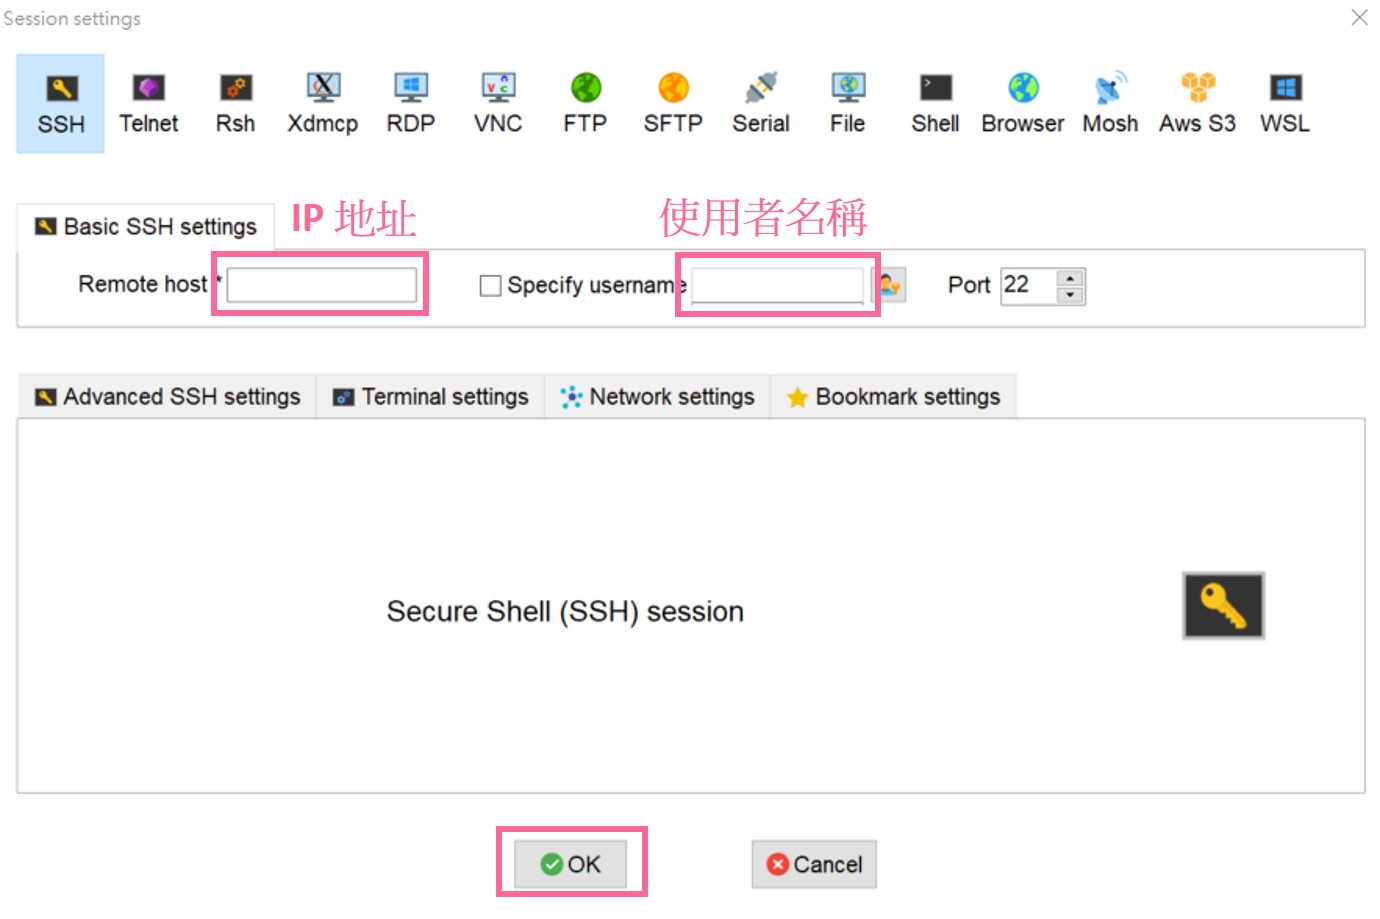 Session settings
SSH Telnet Rsh Xdmcp RDP VNC FTP SFTP Serial File Shell Browser Mosh Aws S3 WSL
IP 地址 使用者名稱
Basic SSH settings
Remote host * Specify username Port 22
Advanced SSH settings Terminal settings Network settings Bookmark settings
Secure Shell (SSH) session
OK Cancel